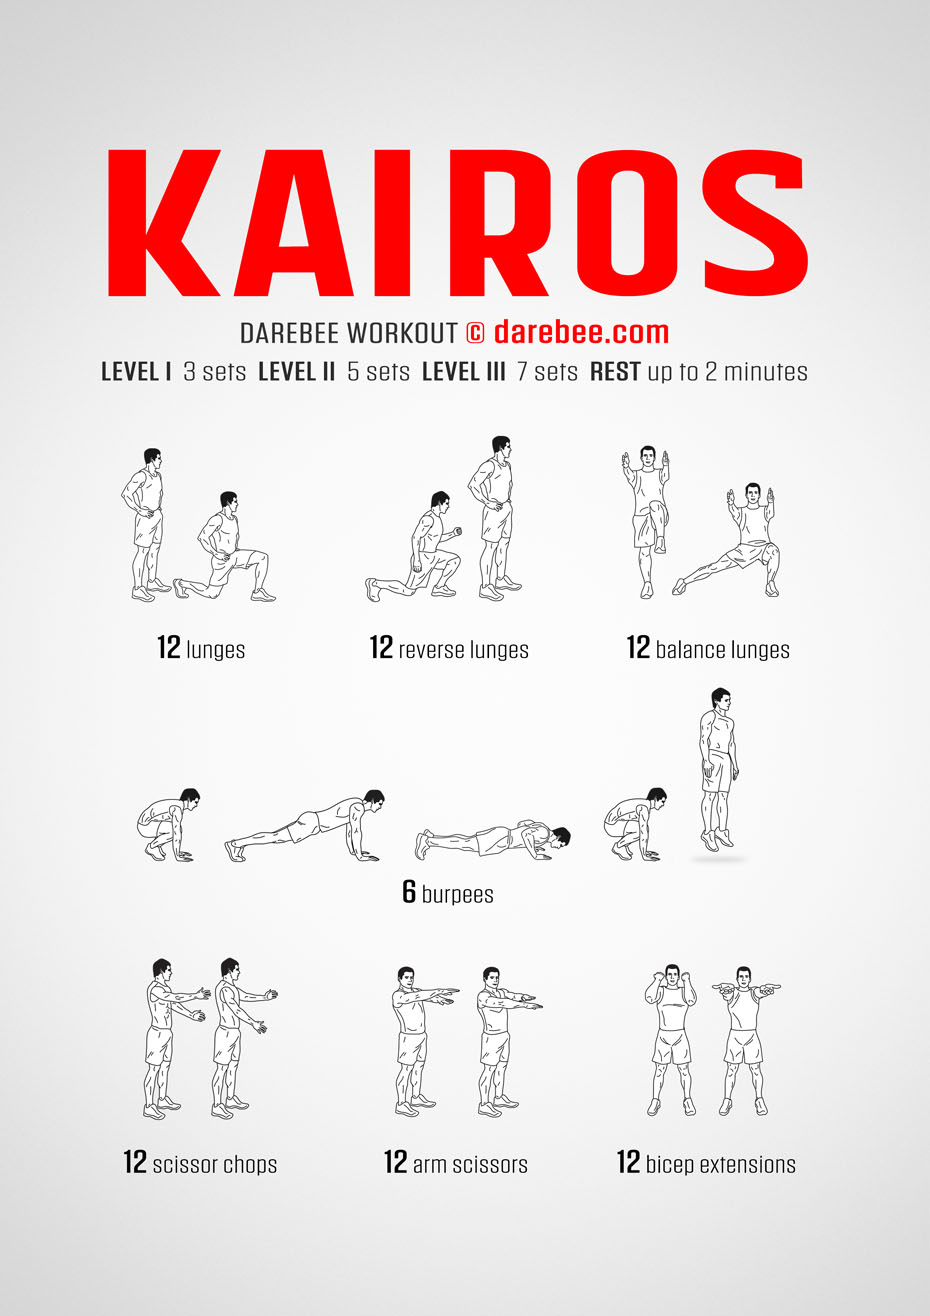 KAIROS
DAREBEE WORKOUT © darebee.com
LEVEL I 3 sets LEVEL II 5 sets LEVEL III 7 sets REST up to 2 minutes
12 lunges
12 reverse lunges
12 balance lunges
6 burpees
12 scissor chops
12 arm scissors
12 bicep extensions